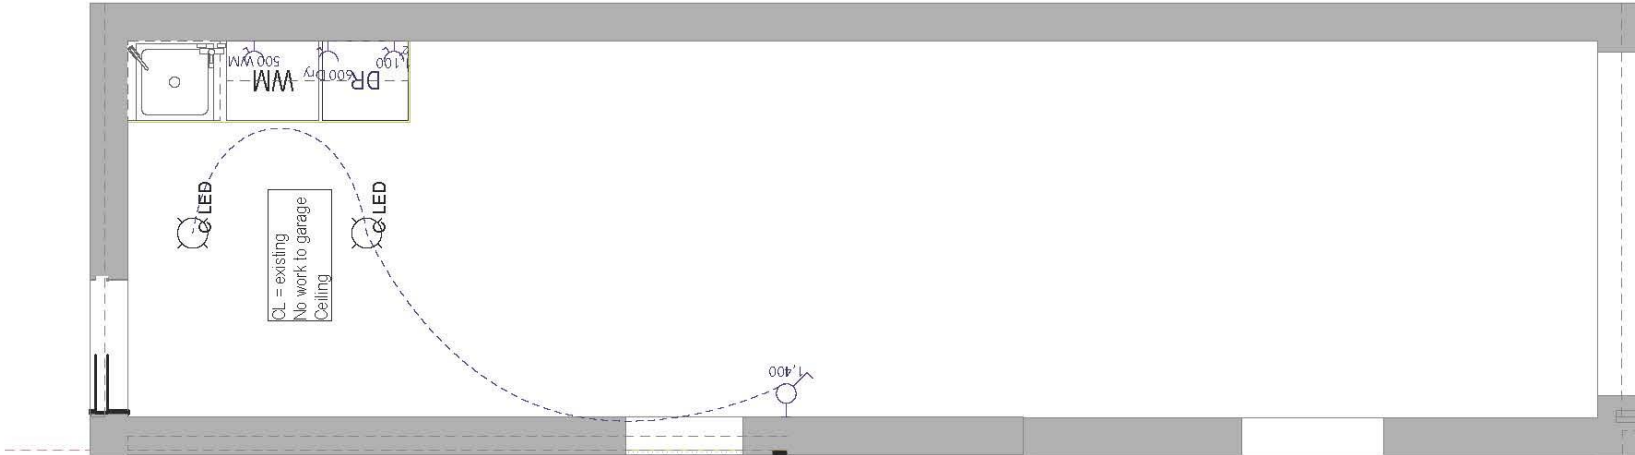 500 WM
WM
600 Dry
DR
1,100
LED
LED
CL = existing
No work to garage
Ceiling
1,400